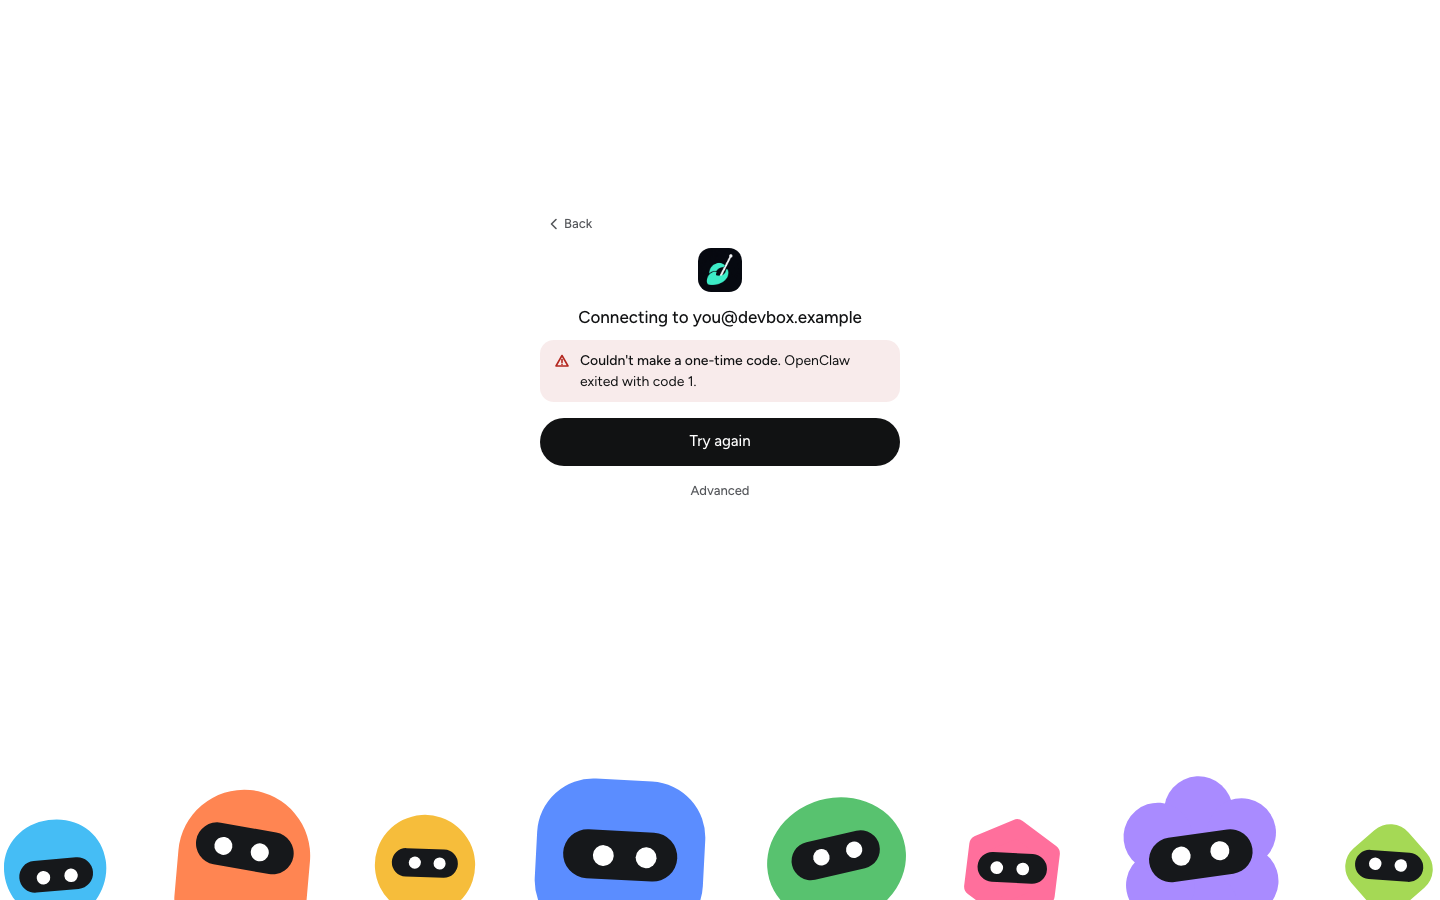 Back
Connecting to you@devbox.example
Couldn't make a one-time code. OpenClaw
exited with code 1.
Try again
Advanced